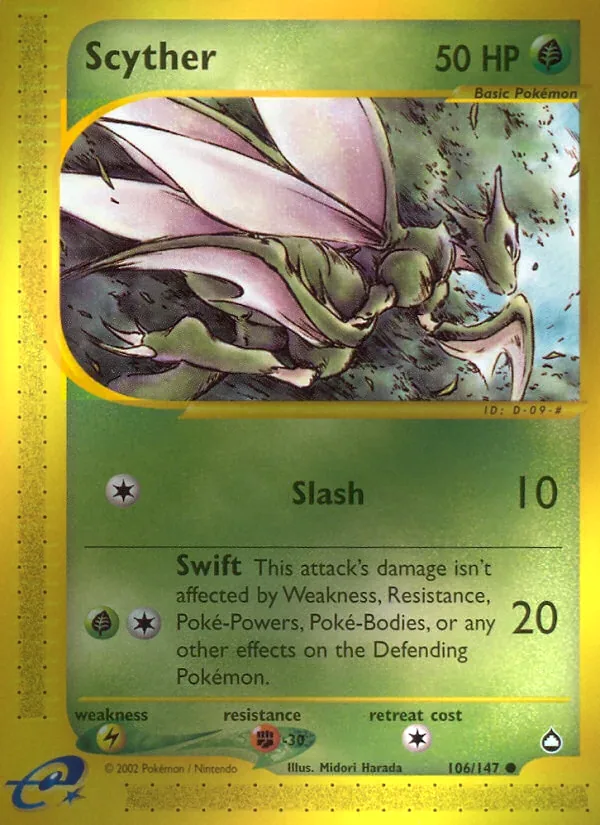 Scyther
50 HP
Basic Pokémon
ID: D-09-#
Slash
10
Swift This attack's damage isn't
affected by Weakness, Resistance,
Poké-Powers, Poké-Bodies, or any
other effects on the Defending
Pokémon.
20
weakness
resistance
retreat cost
-30
© 2002 Pokémon / Nintendo
Illus. Midori Harada
106/147
e